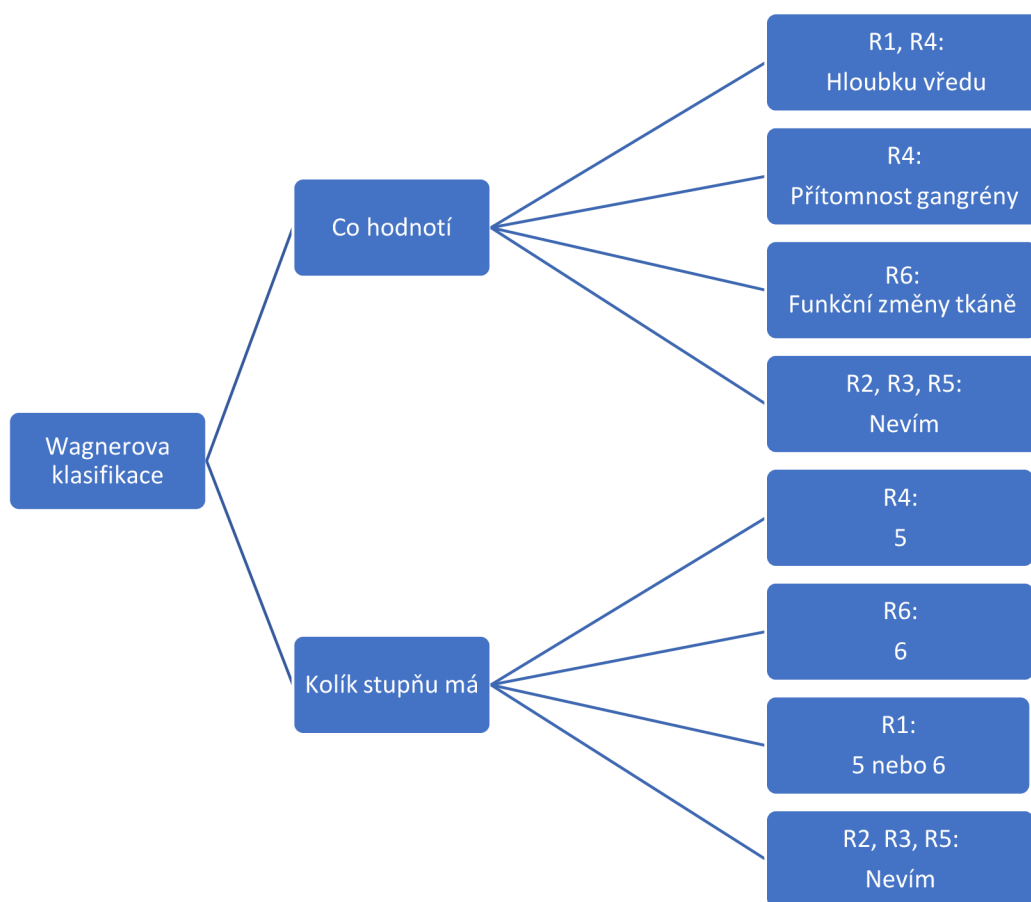 Wagnerova
klasifikace
Co hodnotí
R1, R4:
Hloubku vředu
R4:
Přítomnost gangrény
R6:
Funkční změny tkáně
R2, R3, R5:
Nevím
Kolík stupňu má
R4:
5
R6:
6
R1:
5 nebo 6
R2, R3, R5:
Nevím